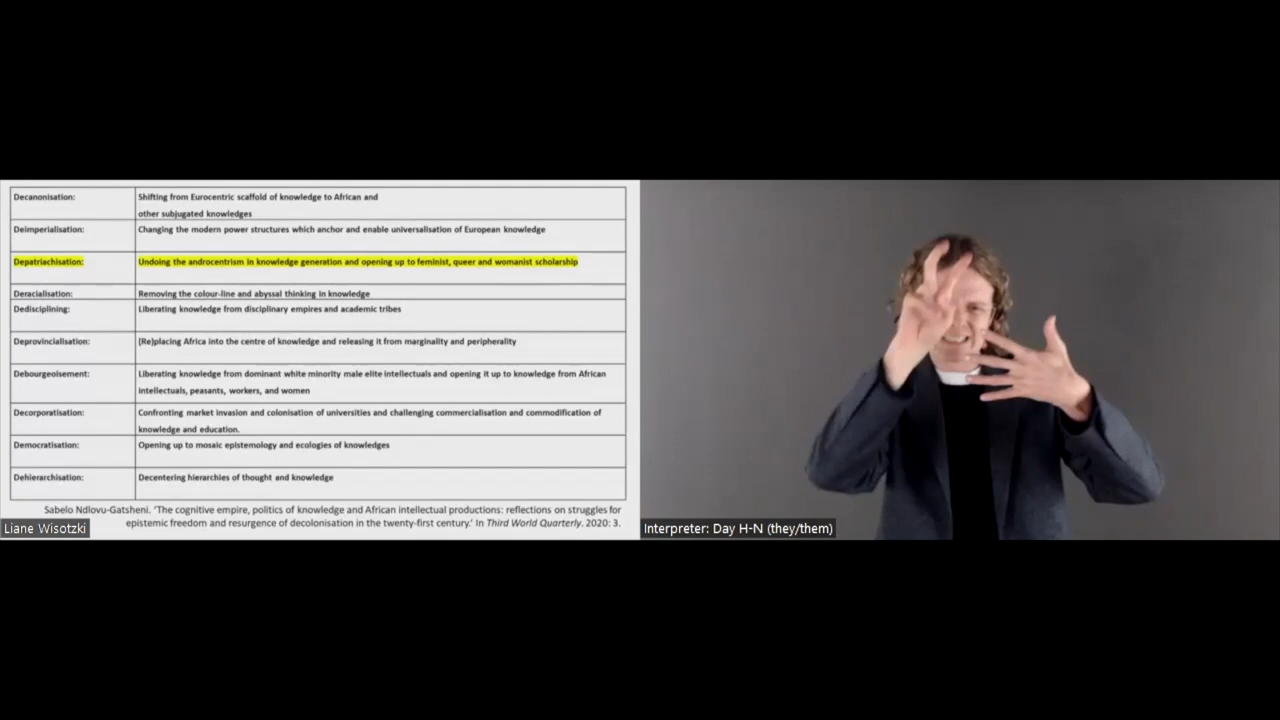 Decanonisation:
Shifting from Eurocentric scaffold of knowledge to African and
other subjugated knowledges
Deimperialisation:
Changing the modern power structures which anchor and enable universalisation of European knowledge
Depatriachisation:
Undoing the androcentrism in knowledge generation and opening up to feminist, queer and womanist scholarship
Deracialisation:
Removing the colour-line and abyssal thinking in knowledge
Dedisciplining:
Liberating knowledge from disciplinary empires and academic tribes
Deprovincialisation:
(Re)placing Africa into the centre of knowledge and releasing it from marginality and peripherality
Debourgeoisement:
Liberating knowledge from dominant white minority male elite intellectuals and opening it up to knowledge from African
intellectuals, peasants, workers, and women
Decorporatisation:
Confronting market invasion and colonisation of universities and challenging commercialisation and commodification of
knowledge and education.
Democratisation:
Opening up to mosaic epistemology and ecologies of knowledges
Dehierarchisation:
Decentering hierarchies of thought and knowledge
Sabelo Ndlovu-Gatsheni. 'The cognitive empire, politics of knowledge and African intellectual productions: reflections on struggles for
epistemic freedom and resurgence of decolonisation in the twenty-first century.' In Third World Quarterly. 2020: 3.
Liane Wisotzki
Interpreter: Day H-N (they/them)